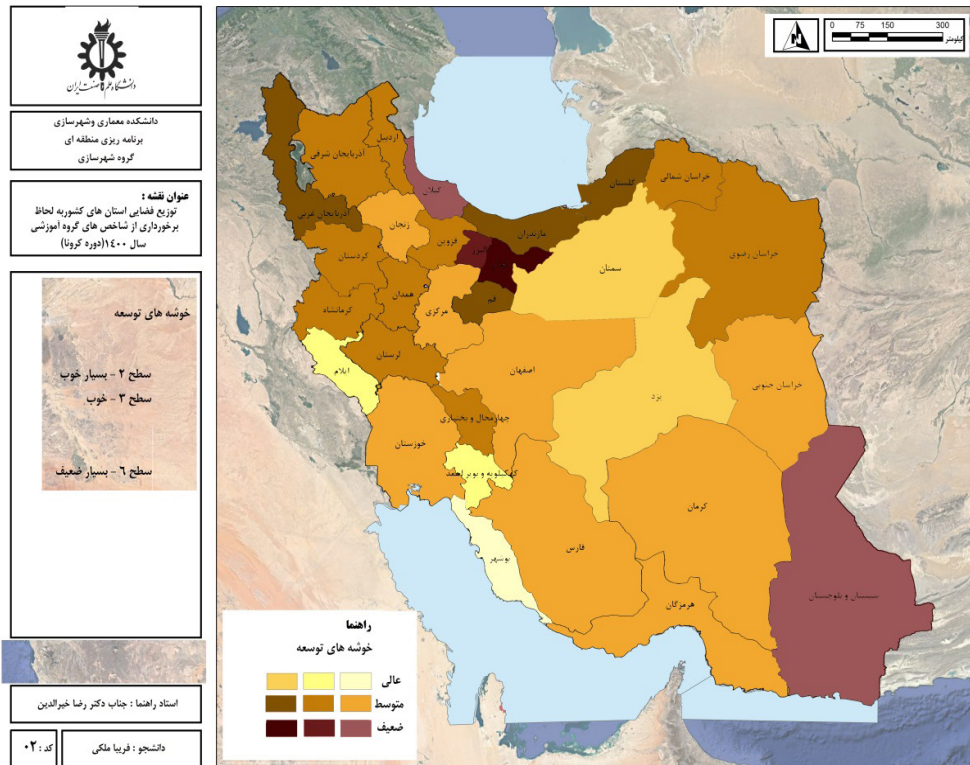 دانشگاه علم و صنعت ایران
دانشکده معماری وشهرسازی
برنامه ریزی منطقه ای
گروه شهرسازی
عنوان نقشه :
توزیع فضایی استان های کشوربه لحاظ
برخورداری از شاخص های گروه آموزشی
سال ۱٤۰۰(دوره کرونا)
خوشه های توسعه
سطح ۲ - بسیار خوب
سطح ۳ - خوب
سطح ٦ - بسیار ضعیف
استاد راهنما : جناب دکتر رضا خیرالدین
دانشجو : فریبا ملکی
کد : ۰۲
N
0 75 150 300
کیلومتر
اردبیل
آذربایجان شرقی
گیلان
آذربایجان غربی
زنجان
خراسان شمالی
گلستان
مازندران
قزوین
البرز
کردستان
سمنان
خراسان رضوی
همدان
قم
مرکزی
کرمانشاه
لرستان
ایلام
اصفهان
خراسان جنوبی
یزد
چهارمحال و بختیاری
خوزستان
کهگیلویه و بویر احمد
کرمان
فارس
بوشهر
هرمزگان
سیستان و بلوچستان
راهنما
خوشه های توسعه
عالی
متوسط
ضعیف